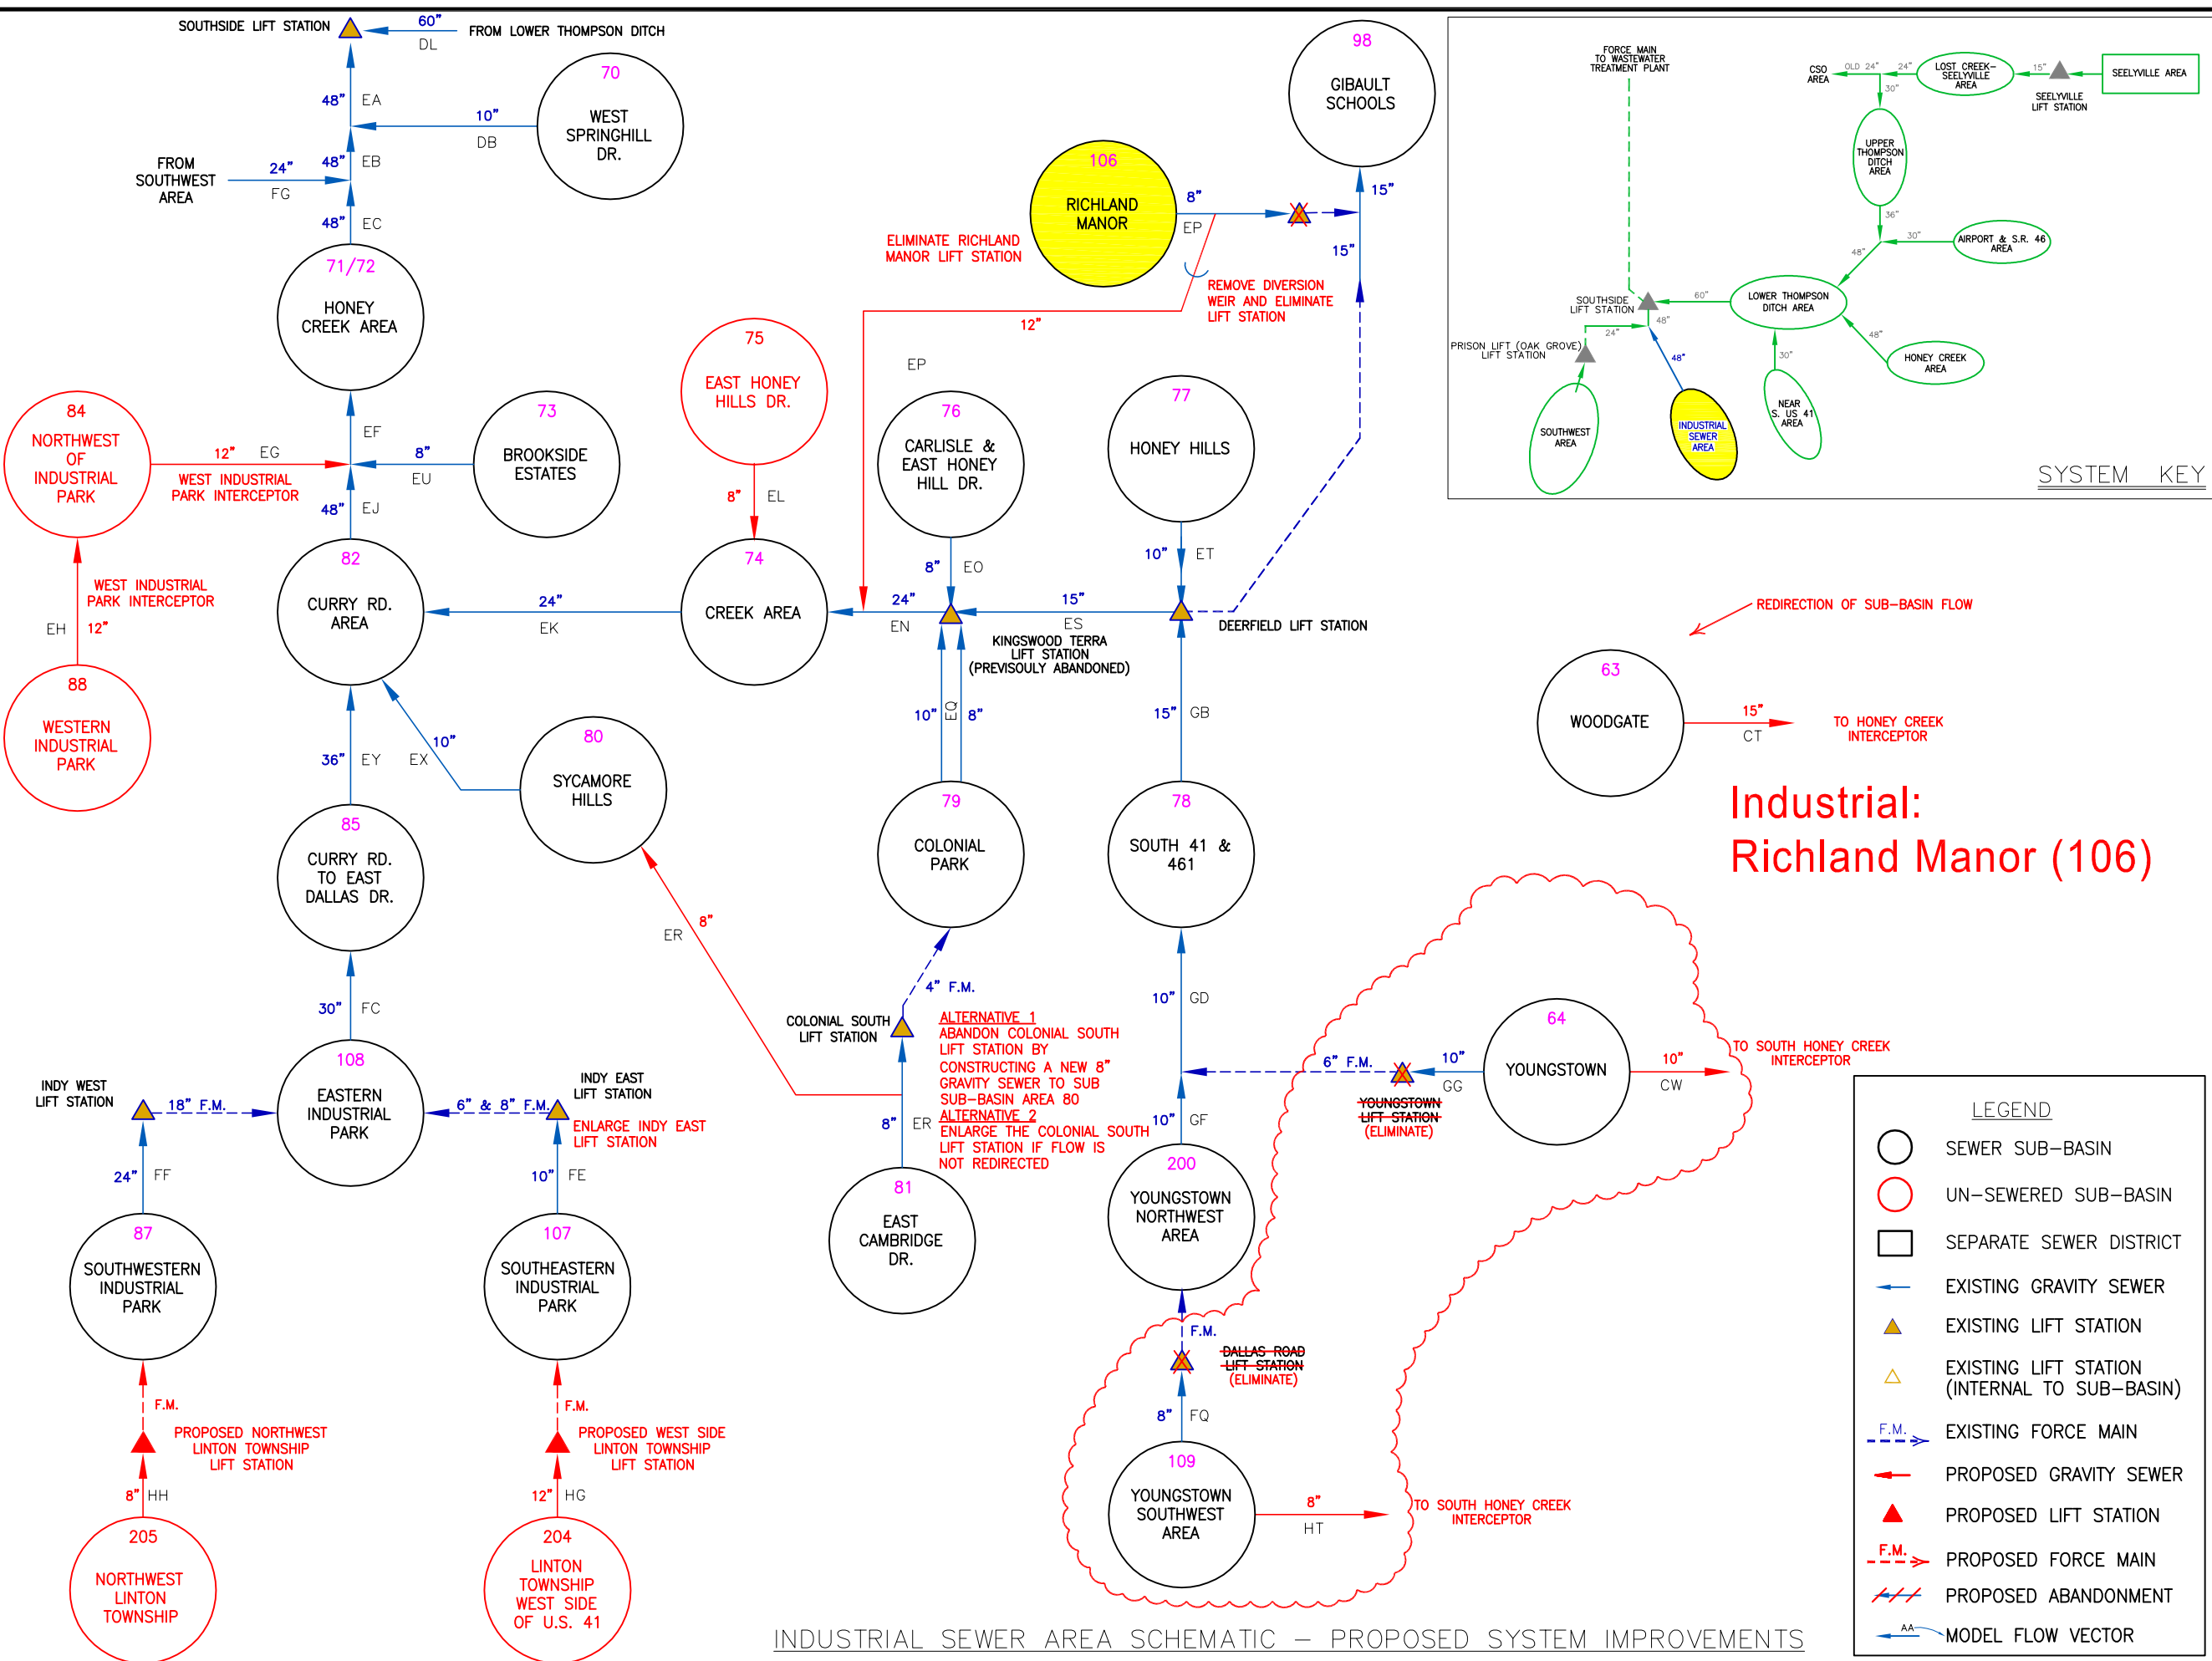 SOUTHSIDE LIFT STATION
60"
DL
FROM LOWER THOMPSON DITCH
48" EA
10"
DB
70
WEST
SPRINGHILL
DR.
FROM
SOUTHWEST
AREA
24"
FG
48" EB
48" EC
71/72
HONEY
CREEK AREA
84
NORTHWEST
OF
INDUSTRIAL
PARK
12" EG
WEST INDUSTRIAL
PARK INTERCEPTOR
EF
8"
EU
73
BROOKSIDE
ESTATES
48" EJ
WEST INDUSTRIAL
PARK INTERCEPTOR
EH 12"
88
WESTERN
INDUSTRIAL
PARK
82
CURRY RD.
AREA
24"
EK
75
EAST HONEY
HILLS DR.
8" EL
74
CREEK AREA
36" EY
10"
EX
80
SYCAMORE
HILLS
85
CURRY RD.
TO EAST
DALLAS DR.
30" FC
108
EASTERN
INDUSTRIAL
PARK
INDY WEST
LIFT STATION
18" F.M.
6" & 8" F.M.
INDY EAST
LIFT STATION
ENLARGE INDY EAST
LIFT STATION
24" FF
10" FE
87
SOUTHWESTERN
INDUSTRIAL
PARK
107
SOUTHEASTERN
INDUSTRIAL
PARK
F.M.
PROPOSED NORTHWEST
LINTON TOWNSHIP
LIFT STATION
8" HH
205
NORTHWEST
LINTON
TOWNSHIP
F.M.
PROPOSED WEST SIDE
LINTON TOWNSHIP
LIFT STATION
12" HG
204
LINTON
TOWNSHIP
WEST SIDE
OF U.S. 41
98
GIBAULT
SCHOOLS
106
RICHLAND
MANOR
8"
EP
15"
15"
ELIMINATE RICHLAND
MANOR LIFT STATION
REMOVE DIVERSION
WEIR AND ELIMINATE
LIFT STATION
12"
EP
76
CARLISLE &
EAST HONEY
HILL DR.
8" EO
77
HONEY HILLS
10" ET
24"
EN
15"
ES
DEERFIELD LIFT STATION
KINGSWOOD TERRA
LIFT STATION
(PREVISOULY ABANDONED)
10" EQ 8"
15" GB
79
COLONIAL
PARK
78
SOUTH 41 &
461
8"
ER
4" F.M.
COLONIAL SOUTH
LIFT STATION
ALTERNATIVE 1
ABANDON COLONIAL SOUTH
LIFT STATION BY
CONSTRUCTING A NEW 8"
GRAVITY SEWER TO SUB
SUB-BASIN AREA 80
ALTERNATIVE 2
ENLARGE THE COLONIAL SOUTH
LIFT STATION IF FLOW IS
NOT REDIRECTED
8" ER
81
EAST
CAMBRIDGE
DR.
10" GD
10" GF
200
YOUNGSTOWN
NORTHWEST
AREA
6" F.M.
10"
GG
YOUNGSTOWN
LIFT STATION
(ELIMINATE)
64
YOUNGSTOWN
10"
CW
TO SOUTH HONEY CREEK
INTERCEPTOR
F.M.
DALLAS ROAD
LIFT STATION
(ELIMINATE)
8" FQ
109
YOUNGSTOWN
SOUTHWEST
AREA
8"
HT
TO SOUTH HONEY CREEK
INTERCEPTOR
REDIRECTION OF SUB-BASIN FLOW
63
WOODGATE
15"
CT
TO HONEY CREEK
INTERCEPTOR
Industrial:
Richland Manor (106)
FORCE MAIN
TO WASTEWATER
TREATMENT PLANT
CSO
AREA
OLD 24"
24"
LOST CREEK-
SEELYVILLE
AREA
15"
SEELYVILLE
LIFT STATION
SEELYVILLE AREA
30"
UPPER
THOMPSON
DITCH
AREA
36"
30"
AIRPORT & S.R. 46
AREA
48"
LOWER THOMPSON
DITCH AREA
60"
SOUTHSIDE
LIFT STATION
48"
24"
PRISON LIFT (OAK GROVE)
LIFT STATION
48"
30"
48"
HONEY CREEK
AREA
NEAR
S. US 41
AREA
SOUTHWEST
AREA
INDUSTRIAL
SEWER
AREA
SYSTEM KEY
LEGEND
SEWER SUB-BASIN
UN-SEWERED SUB-BASIN
SEPARATE SEWER DISTRICT
EXISTING GRAVITY SEWER
EXISTING LIFT STATION
EXISTING LIFT STATION
(INTERNAL TO SUB-BASIN)
F.M. EXISTING FORCE MAIN
PROPOSED GRAVITY SEWER
PROPOSED LIFT STATION
F.M. PROPOSED FORCE MAIN
PROPOSED ABANDONMENT
AA MODEL FLOW VECTOR
INDUSTRIAL SEWER AREA SCHEMATIC - PROPOSED SYSTEM IMPROVEMENTS